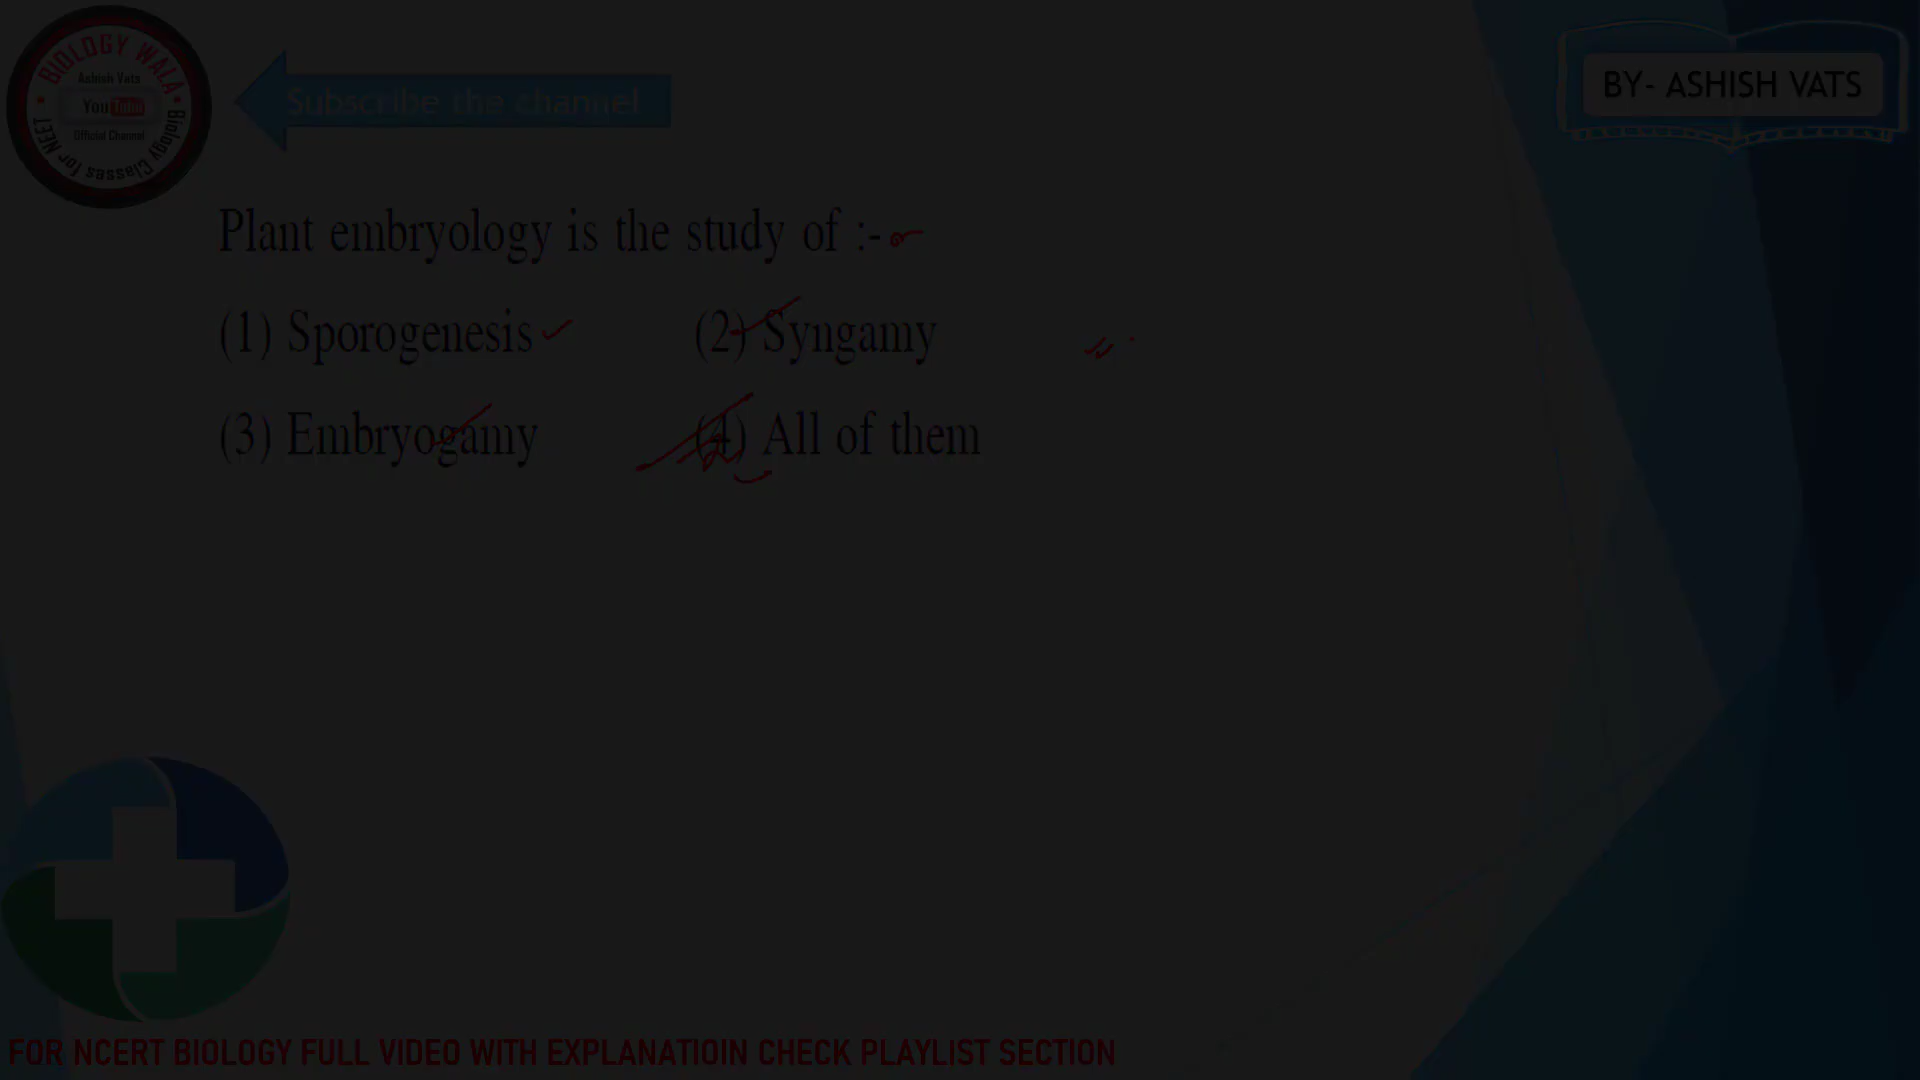 BIOLOGY WALA
Ashish Vats
YouTube
Official Channel
Biology Classes for NEET
Subscribe the channel
BY- ASHISH VATS
Plant embryology is the study of :-
(1) Sporogenesis (2) Syngamy
(3) Embryogamy (4) All of them
FOR NCERT BIOLOGY FULL VIDEO WITH EXPLANATIOIN CHECK PLAYLIST SECTION